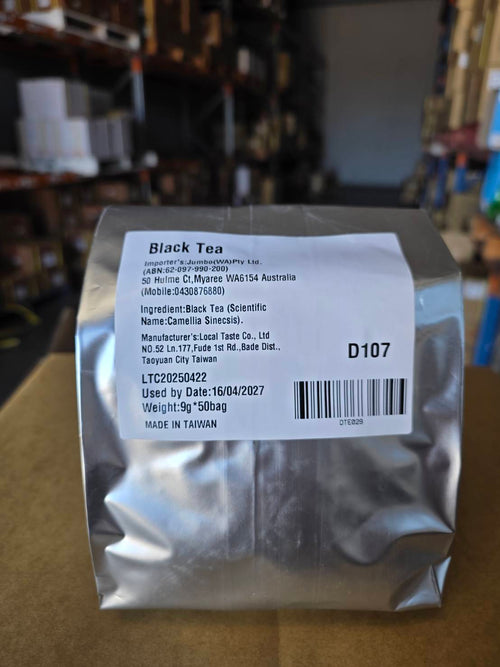 Black Tea
Importer's:Jumbo(WA)Pty Ltd.
(ABN:62-097-990-200)
50 Hulme Ct,Myaree WA6154 Australia
(Mobile:0430876880)
Ingredient:Black Tea (Scientific
Name:Camellia Sinecsis).
Manufacturer's:Local Taste Co., Ltd
NO.52 Ln.177,Fude 1st Rd.,Bade Dist.,
Taoyuan City Taiwan
D107
LTC20250422
Used by Date:16/04/2027
Weight:9g*50bag
MADE IN TAIWAN
DTE029